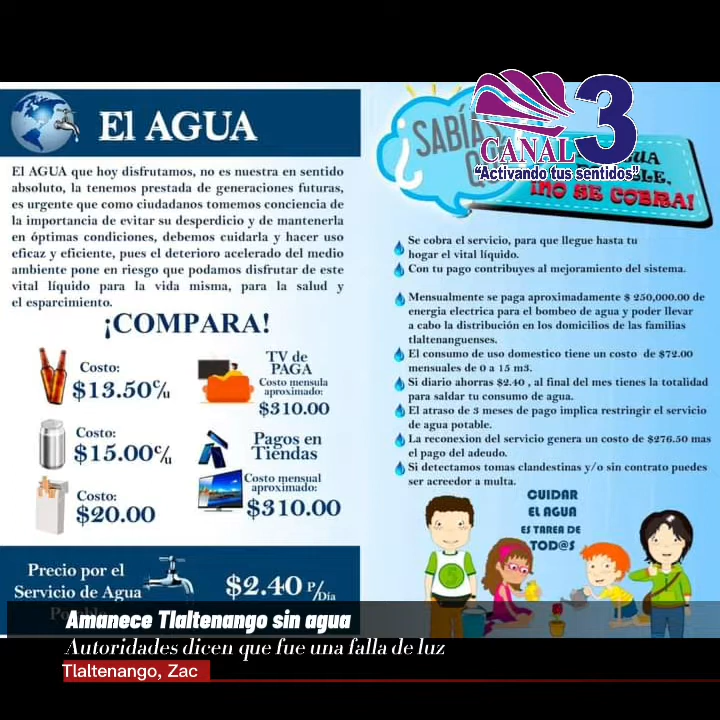 El AGUA
El AGUA que hoy disfrutamos, no es nuestra en sentido
absoluto, la tenemos prestada de generaciones futuras,
es urgente que como ciudadanos tomemos conciencia de
la importancia de evitar su desperdicio y de mantenerla
en óptimas condiciones, debemos cuidarla y hacer uso
eficaz y eficiente, pues el deterioro acelerado del medio
ambiente pone en riesgo que podamos disfrutar de este
vital líquido para la vida misma, para la salud y
el esparcimiento.
¡COMPARA!
Costo:
$13.50 c/u
TV de
PAGA
Costo mensula
aproximado:
$310.00
Costo:
$15.00 c/u
Pagos en
Tiendas
Costo mensual
aproximado:
$310.00
Costo:
$20.00
Precio por el
Servicio de Agua
$2.40 P/Día
CANAL 3
"Activando tus sentidos"
¿SABÍAS
¡NO SE COBRA!
Se cobra el servicio, para que llegue hasta tu
hogar el vital líquido.
Con tu pago contribuyes al mejoramiento del sistema.
Mensualmente se paga aproximadamente $ 250,000.00 de
energia electrica para el bombeo de agua y poder llevar
a cabo la distribución en los domicilios de las familias
tlaltenanguenses.
El consumo de uso domestico tiene un costo de $72.00
mensuales de 0 a 15 m3.
Si diario ahorras $2.40 , al final del mes tienes la totalidad
para saldar tu consumo de agua.
El atraso de 3 meses de pago implica restringir el servicio
de agua potable.
La reconexion del servicio genera un costo de $276.50 mas
el pago del adeudo.
Si detectamos tomas clandestinas y/o sin contrato puedes
ser acreedor a multa.
CUIDAR
EL AGUA
ES TAREA DE
TOD@S
Amanece Tlaltenango sin agua
Autoridades dicen que fue una falla de luz
Tlaltenango, Zac